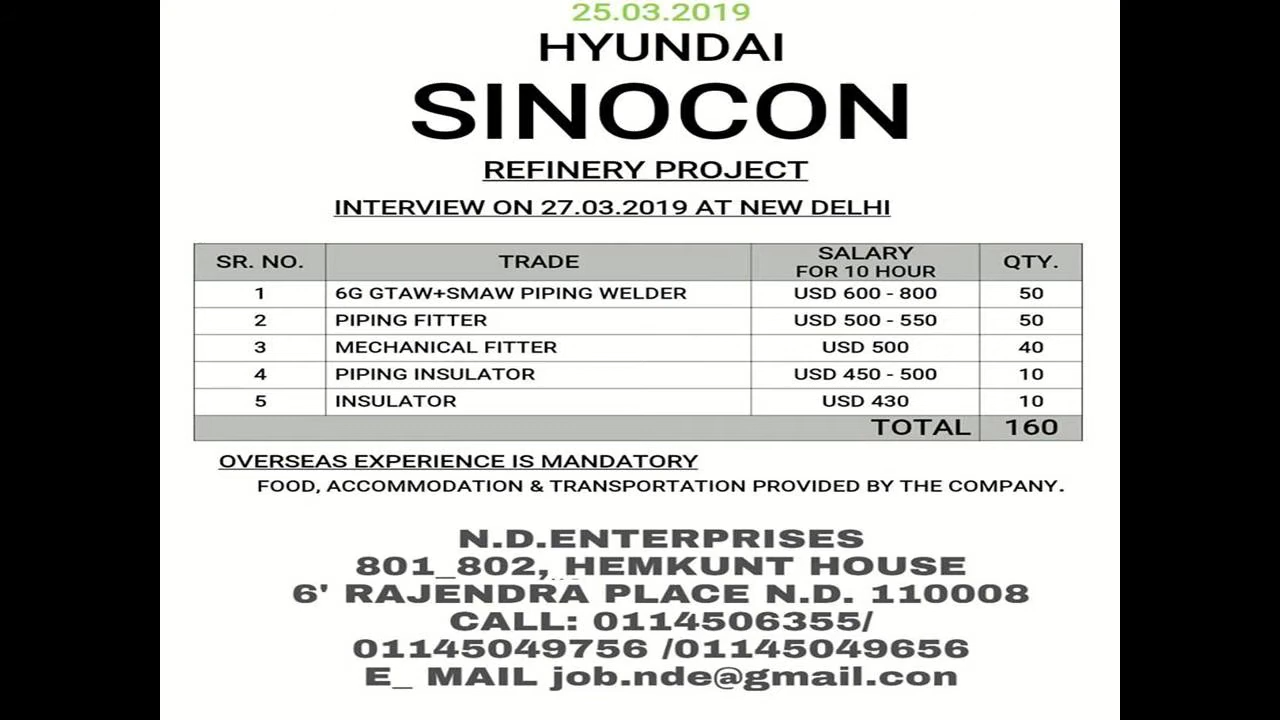 25.03.2019
HYUNDAI
SINOCON
REFINERY PROJECT
INTERVIEW ON 27.03.2019 AT NEW DELHI
SR. NO. TRADE SALARY FOR 10 HOUR QTY.
1 6G GTAW+SMAW PIPING WELDER USD 600 - 800 50
2 PIPING FITTER USD 500 - 550 50
3 MECHANICAL FITTER USD 500 40
4 PIPING INSULATOR USD 450 - 500 10
5 INSULATOR USD 430 10
TOTAL 160
OVERSEAS EXPERIENCE IS MANDATORY
FOOD, ACCOMMODATION & TRANSPORTATION PROVIDED BY THE COMPANY.
N.D.ENTERPRISES
801_802, HEMKUNT HOUSE
6' RAJENDRA PLACE N.D. 110008
CALL: 0114506355/
01145049756 /01145049656
E_ MAIL job.nde@gmail.con